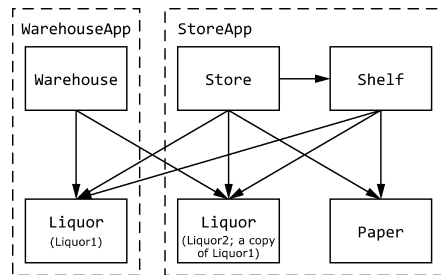 WarehouseApp
StoreApp
Warehouse
Store
Shelf
Liquor
(Liquor1)
Liquor
(Liquor2; a copy
of Liquor1)
Paper